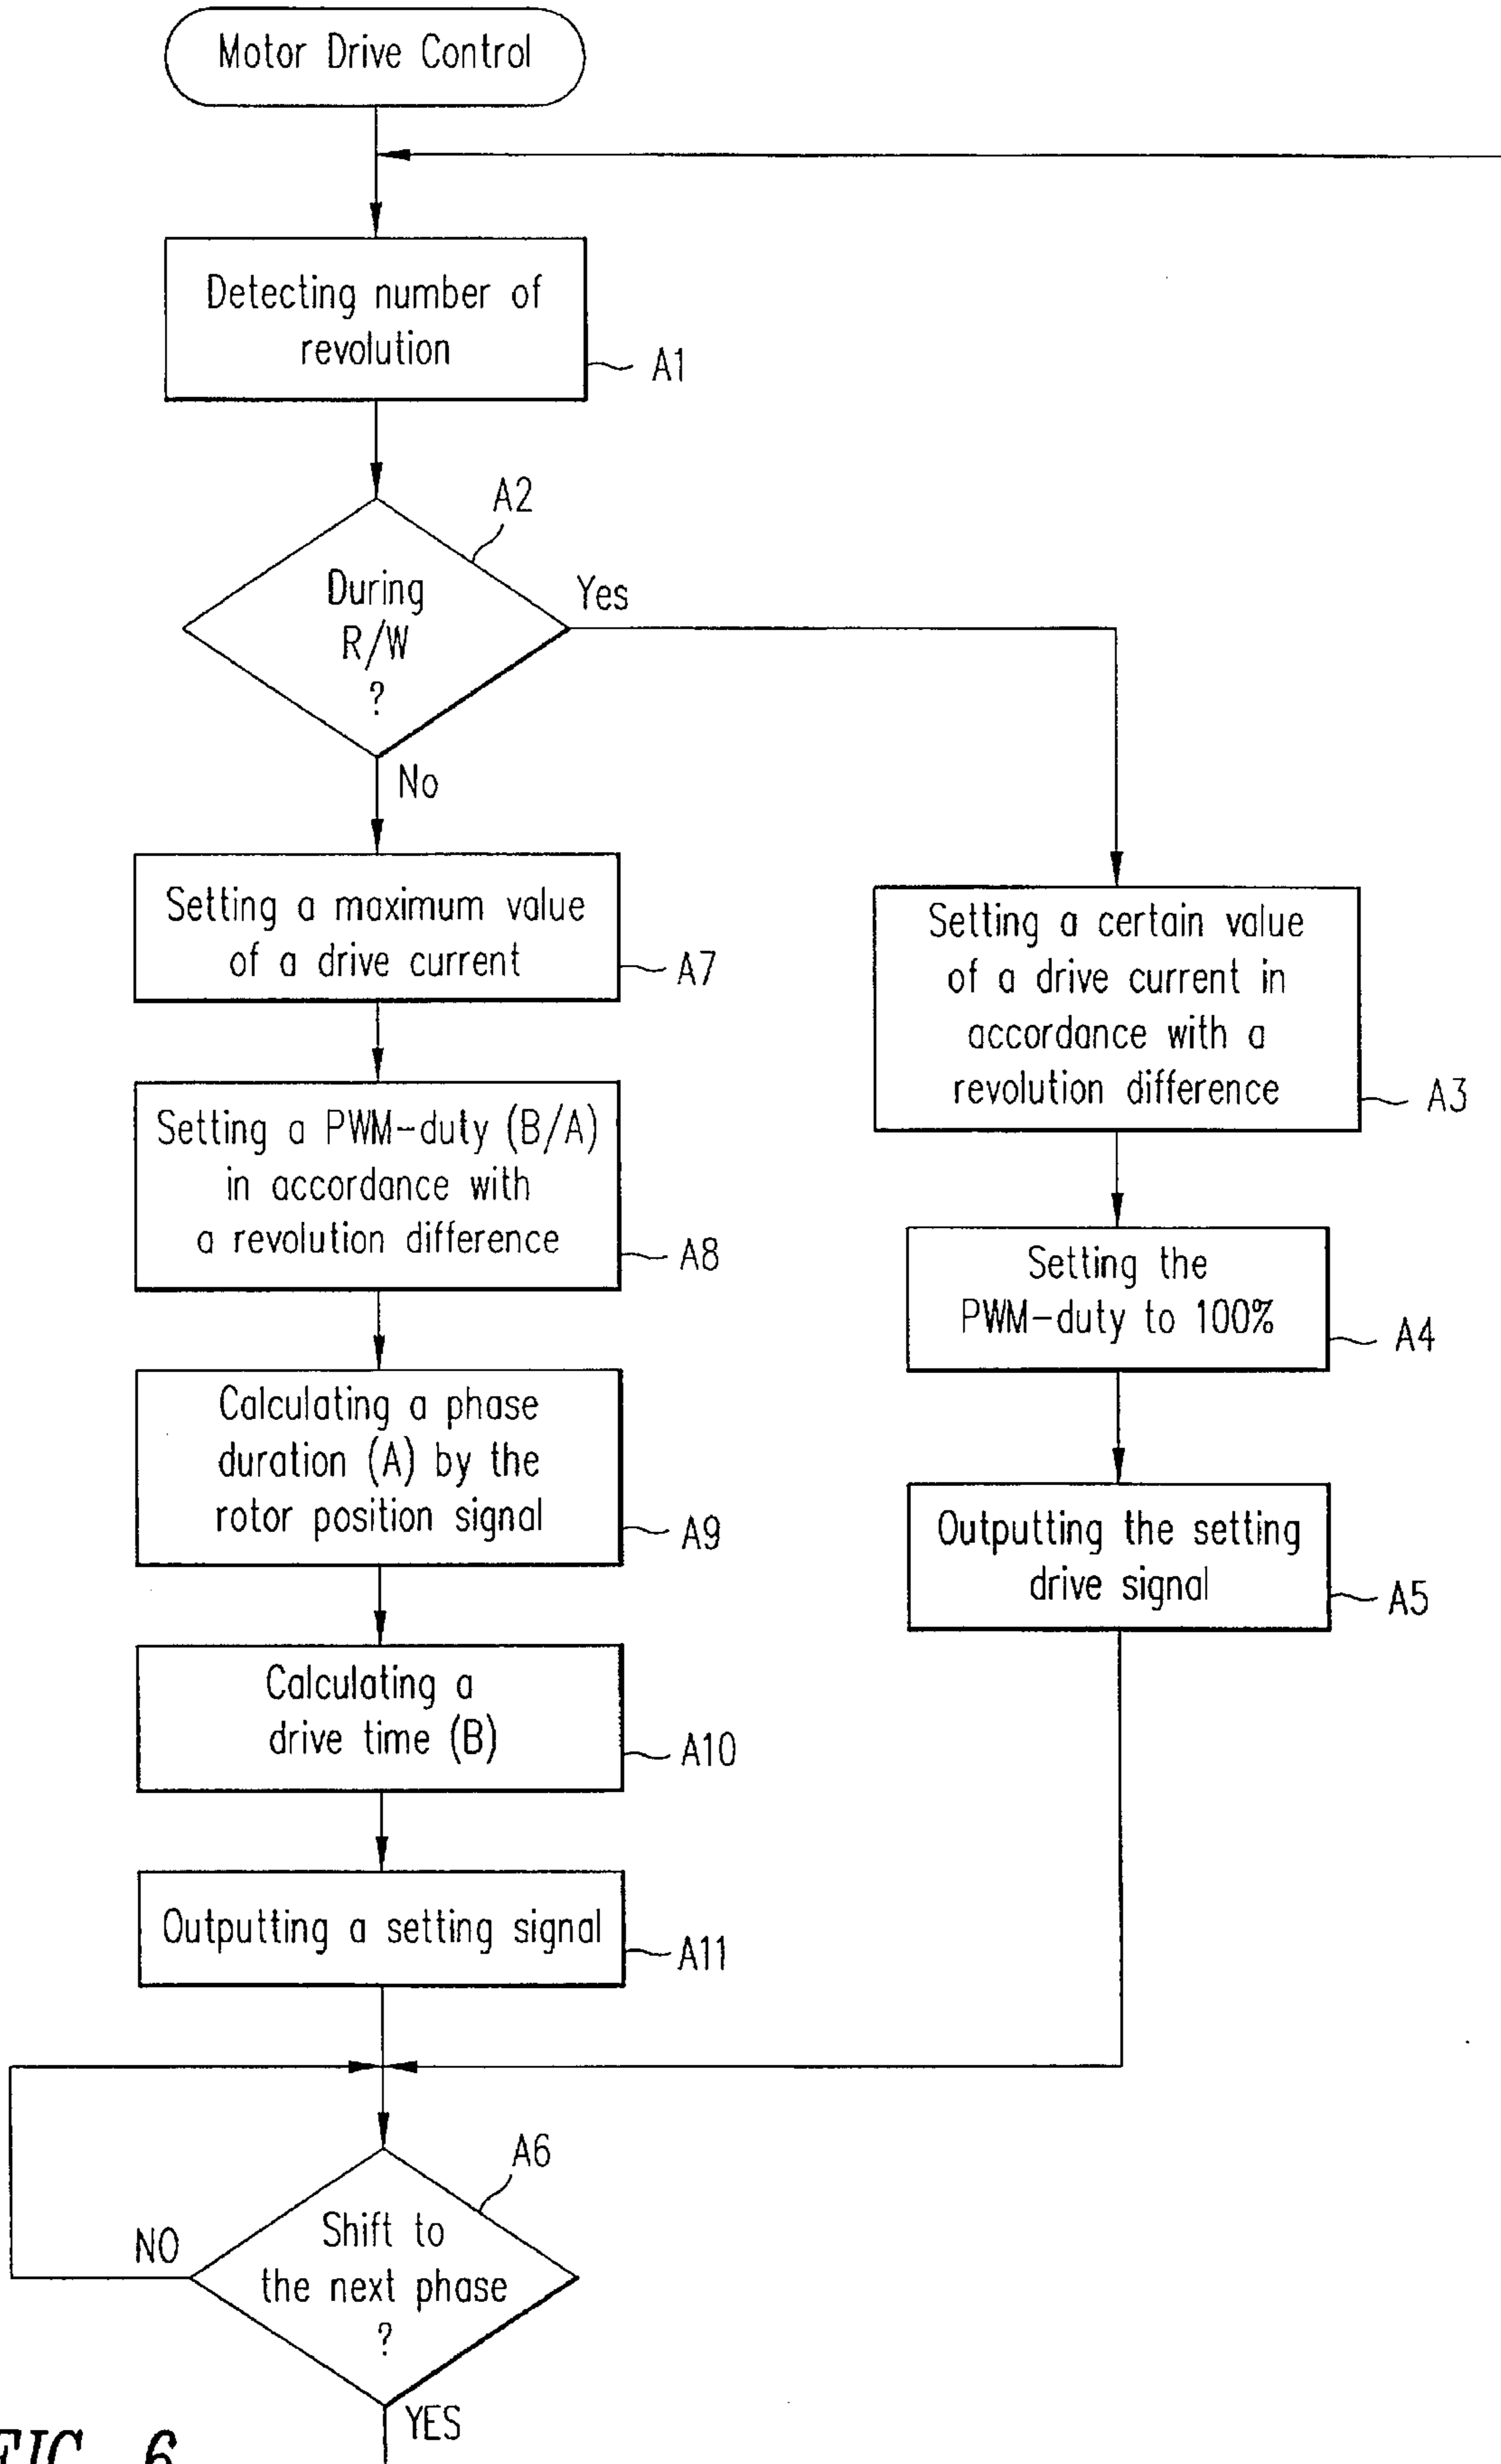 Motor Drive Control
Detecting number of
revolution
A1
A2
During
R/W
?
Yes
No
Setting a maximum value
of a drive current
A7
Setting a certain value
of a drive current in
accordance with a
revolution difference
A3
Setting a PWM-duty (B/A)
in accordance with
a revolution difference
A8
Setting the
PWM-duty to 100%
A4
Calculating a phase
duration (A) by the
rotor position signal
A9
Outputting the setting
drive signal
A5
Calculating a
drive time (B)
A10
Outputting a setting signal
A11
A6
Shift to
the next phase
?
NO
YES
FIG. 6